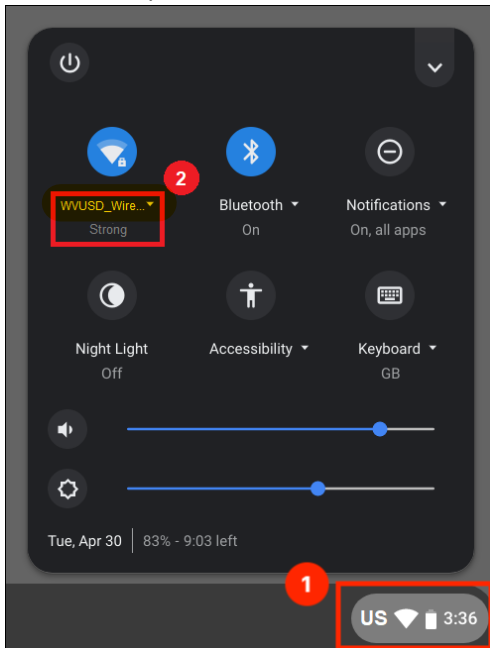 2
WVUSD_Wire...
Bluetooth
Notifications
Strong
On
On, all apps
Night Light
Accessibility
Keyboard
Off
GB
Tue, Apr 30 | 83% - 9:03 left
1
US 3:36